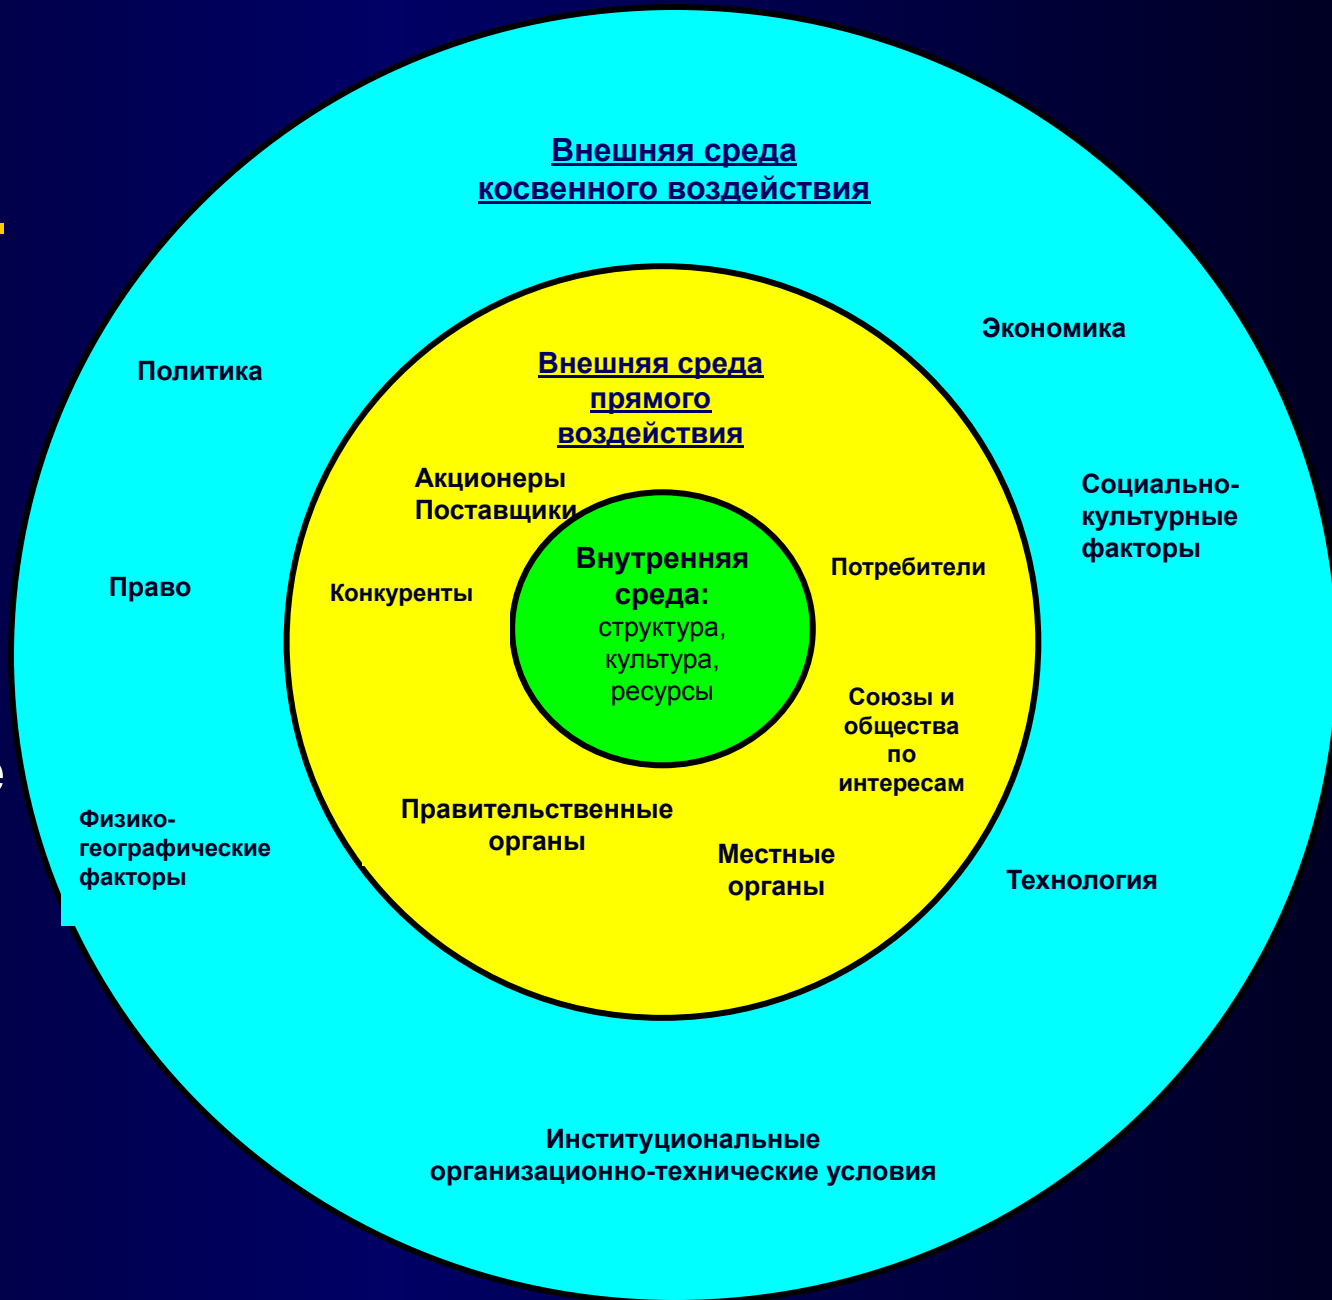 Внешняя среда
косвенного воздействия
Экономика
Политика
Внешняя среда
прямого
воздействия
Акционеры
Поставщики
Социально-
культурные
факторы
Внутренняя
среда:
структура,
культура,
ресурсы
Потребители
Конкуренты
Право
Союзы и
общества
по
интересам
Правительственные
органы
Местные
органы
Физико-
географические
факторы
Технология
Институциональные
организационно-технические условия